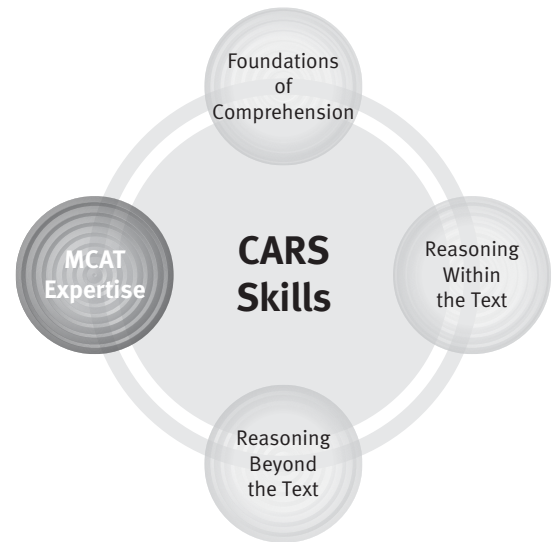 Foundations
of
Comprehension
MCAT
Expertise
CARS
Skills
Reasoning
Within
the Text
Reasoning
Beyond
the Text